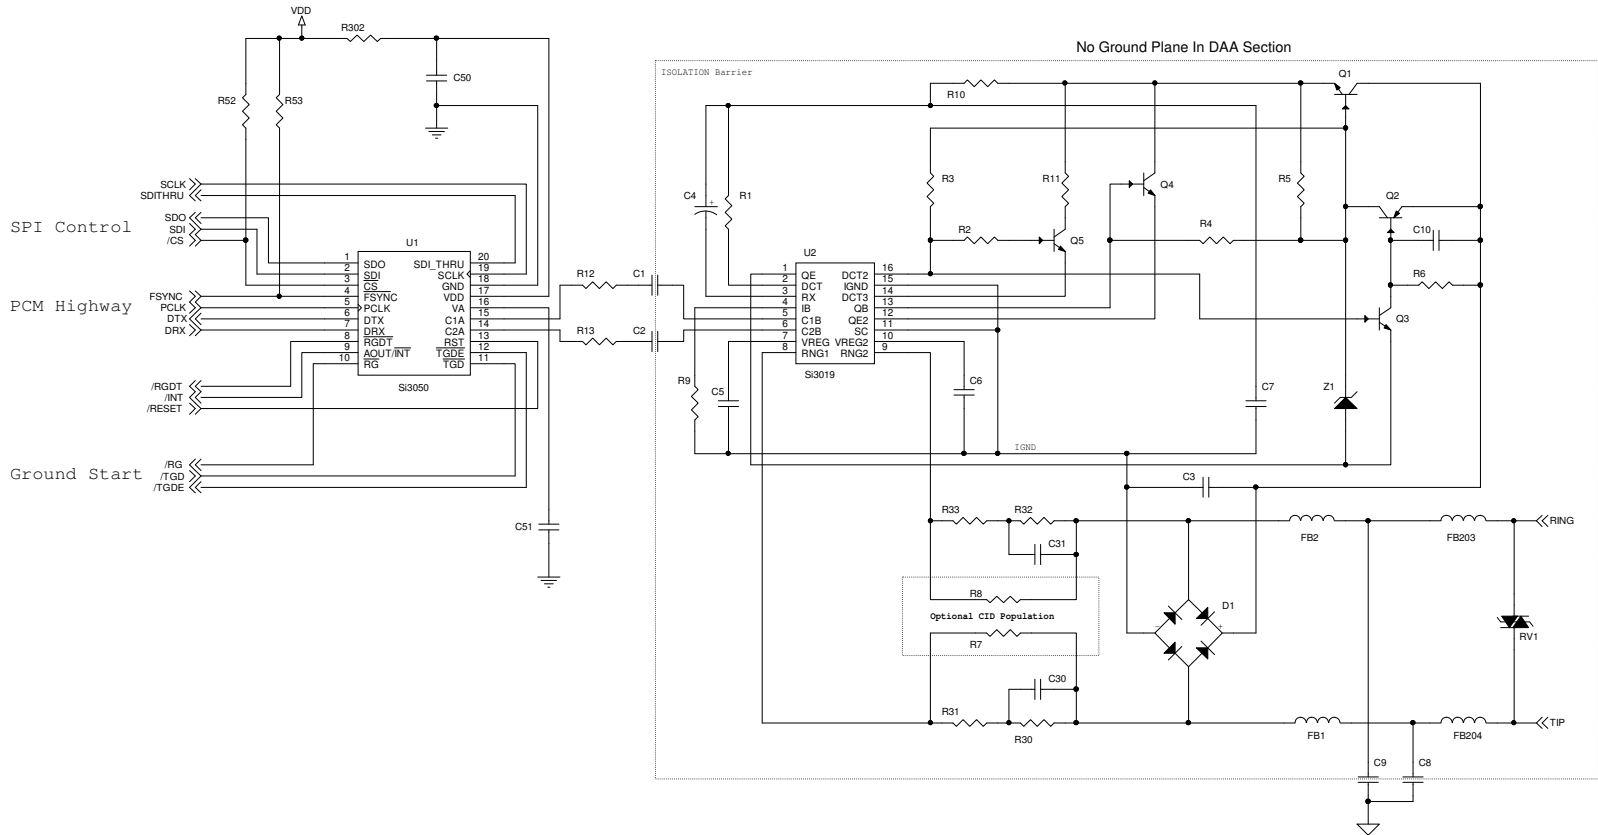 VDD
R302
No Ground Plane In DAA Section
ISOLATION Barrier
C50
R52
R53
R10
Q1
SCLK
SDITHRU
SPI Control
SDO
SDI
/CS
C4
+
R1
R3
R11
Q4
R5
Q2
R2
Q5
R4
C10
U1
1 SDO SDI_THRU 20
2 SDI SCLK 19
3 CS GND 18
4 FSYNC VDD 17
5 PCLK VA 16
6 DTX C1A 15
7 DRX C2A 14
8 RGDT RST 13
9 AOUT/INT TGDE 12
10 RG TGD 11
Si3050
R12
C1
R13
C2
U2
1 QE DCT2 16
2 DCT IGND 15
3 RX DCT3 14
4 IB QB 13
5 C1B QE2 12
6 C2B SC 11
7 VREG VREG2 10
8 RNG1 RNG2 9
Si3019
R6
Q3
PCM Highway
FSYNC
PCLK
DTX
DRX
/RGDT
/INT
/RESET
R9
C5
C6
C7
Z1
IGND
Ground Start
/RG
/TGD
/TGDE
C3
C51
R33
R32
C31
FB2
FB203
RING
R8
Optional CID Population
R7
D1
-
+
RV1
C30
R31
R30
FB1
FB204
TIP
C9
C8